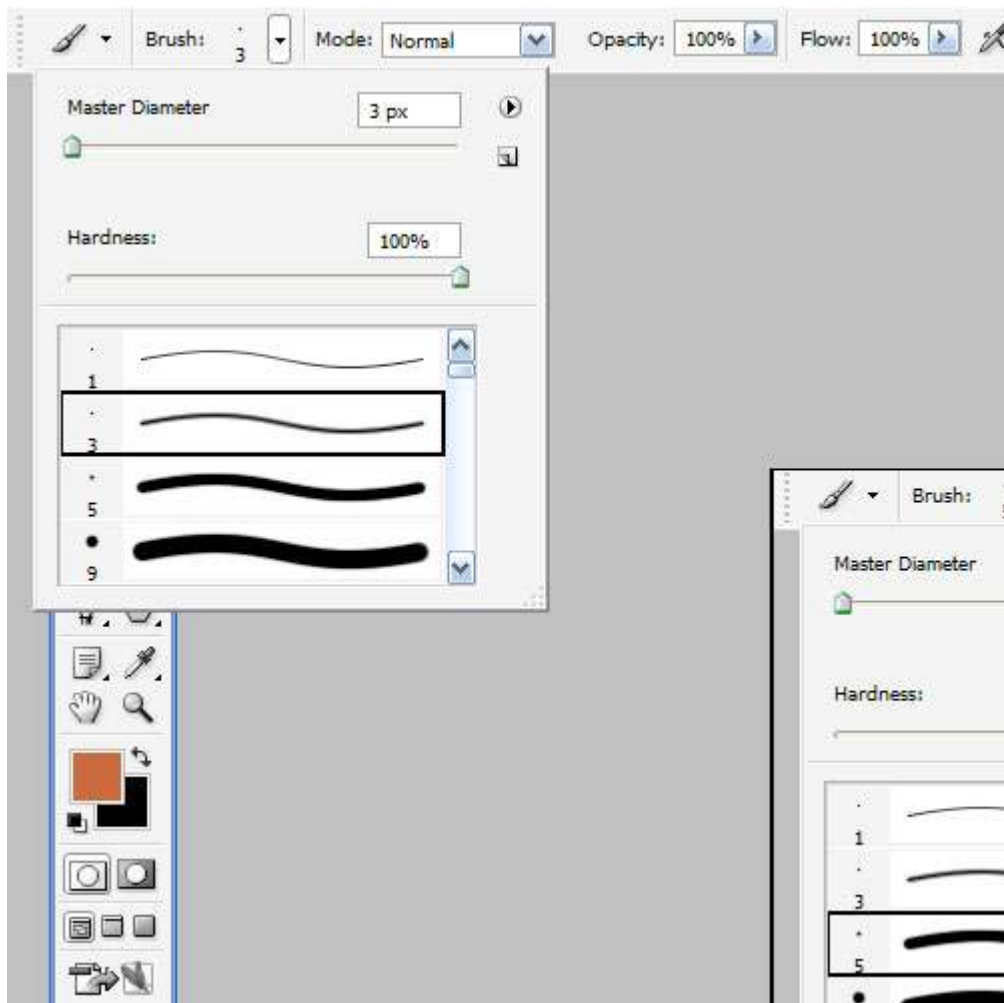 Brush: 3 Mode: Normal Opacity: 100% Flow: 100%
Master Diameter 3 px
Hardness: 100%
1
3
5
9
Brush:
Master Diameter
Hardness:
1
3
5